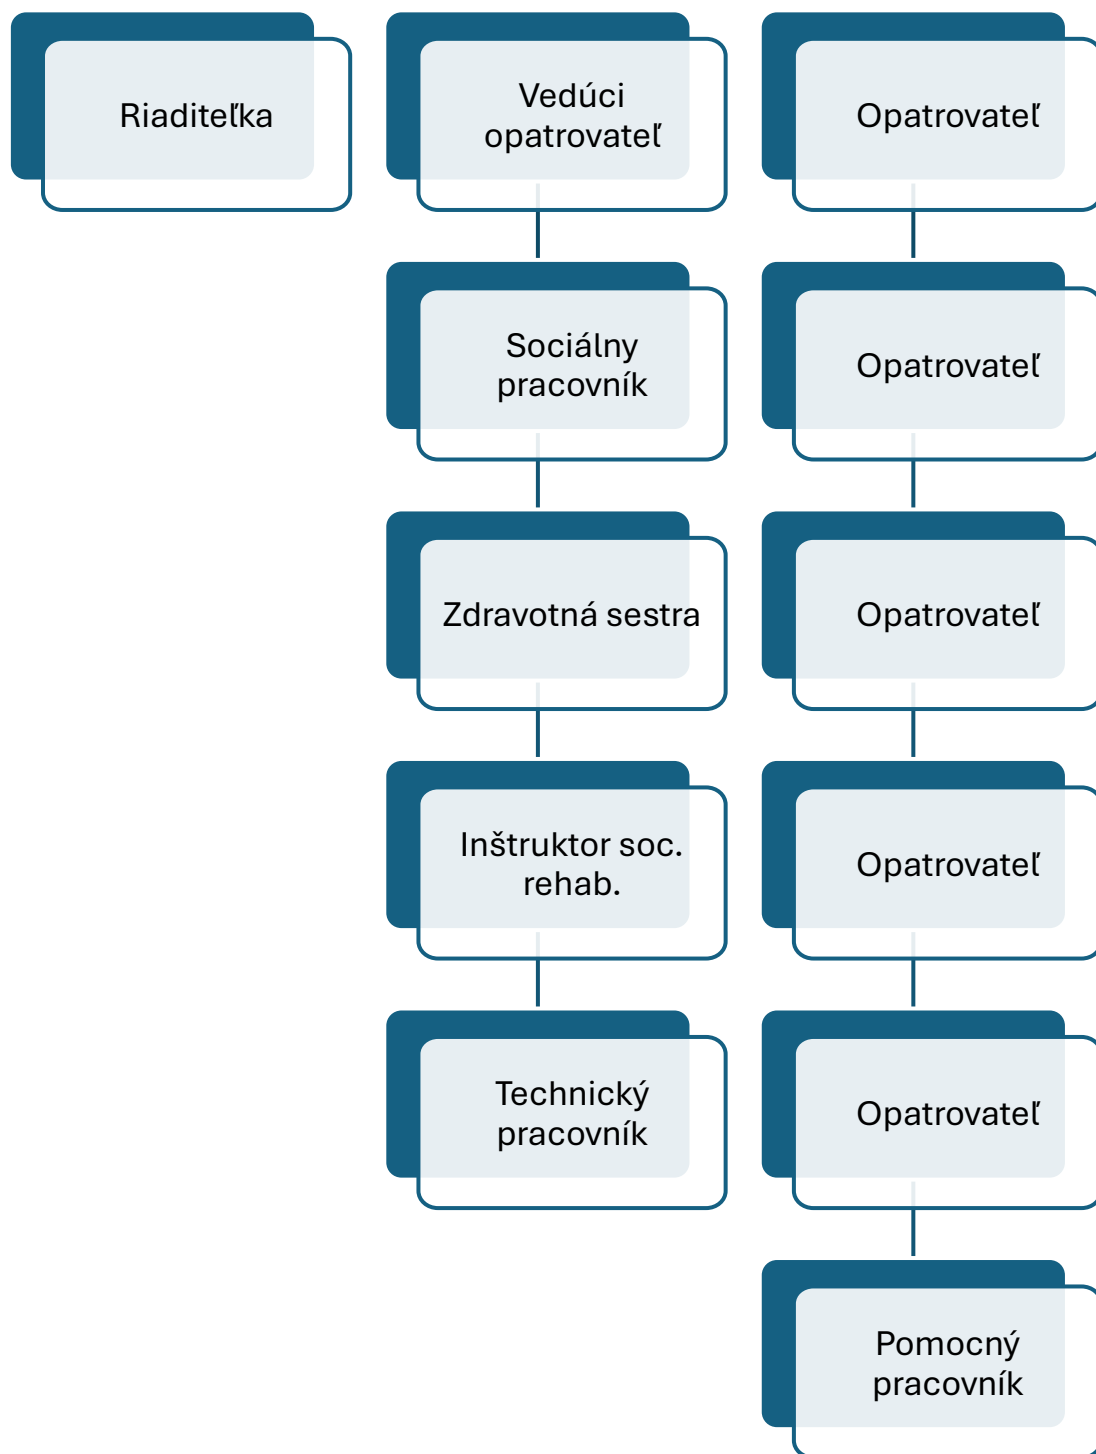 Riaditeľka
Vedúci
opatrovateľ
Opatrovateľ
Sociálny
pracovník
Opatrovateľ
Zdravotná sestra
Opatrovateľ
Inštruktor soc.
rehab.
Opatrovateľ
Technický
pracovník
Opatrovateľ
Pomocný
pracovník